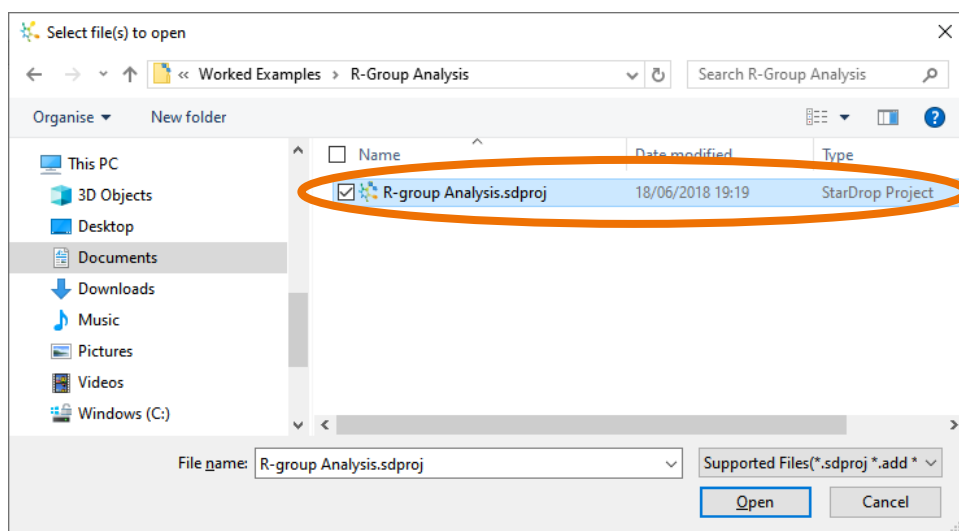 Select file(s) to open
« Worked Examples › R-Group Analysis
Search R-Group Analysis
Organise
New folder
?
This PC
3D Objects
Desktop
Documents
Downloads
Music
Pictures
Videos
Windows (C:)
Name
Date modified
Type
R-group Analysis.sdproj
18/06/2018 19:19
StarDrop Project
File name:
R-group Analysis.sdproj
Supported Files(*.sdproj *.add *
Open
Cancel